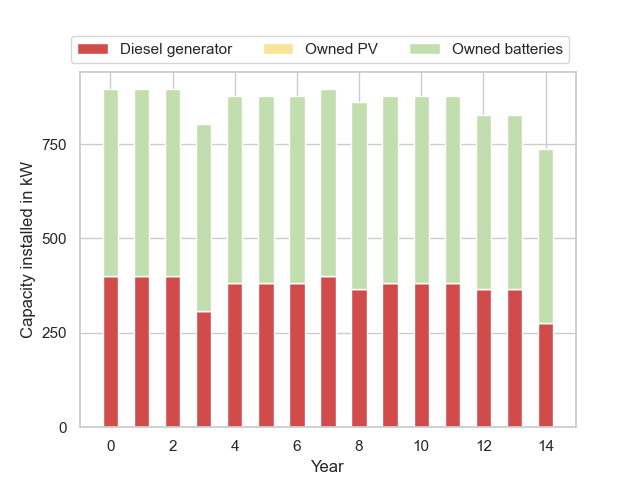 Diesel generator Owned PV Owned batteries
750
500
250
0
0 2 4 6 8 10 12 14
Capacity installed in kW
Year